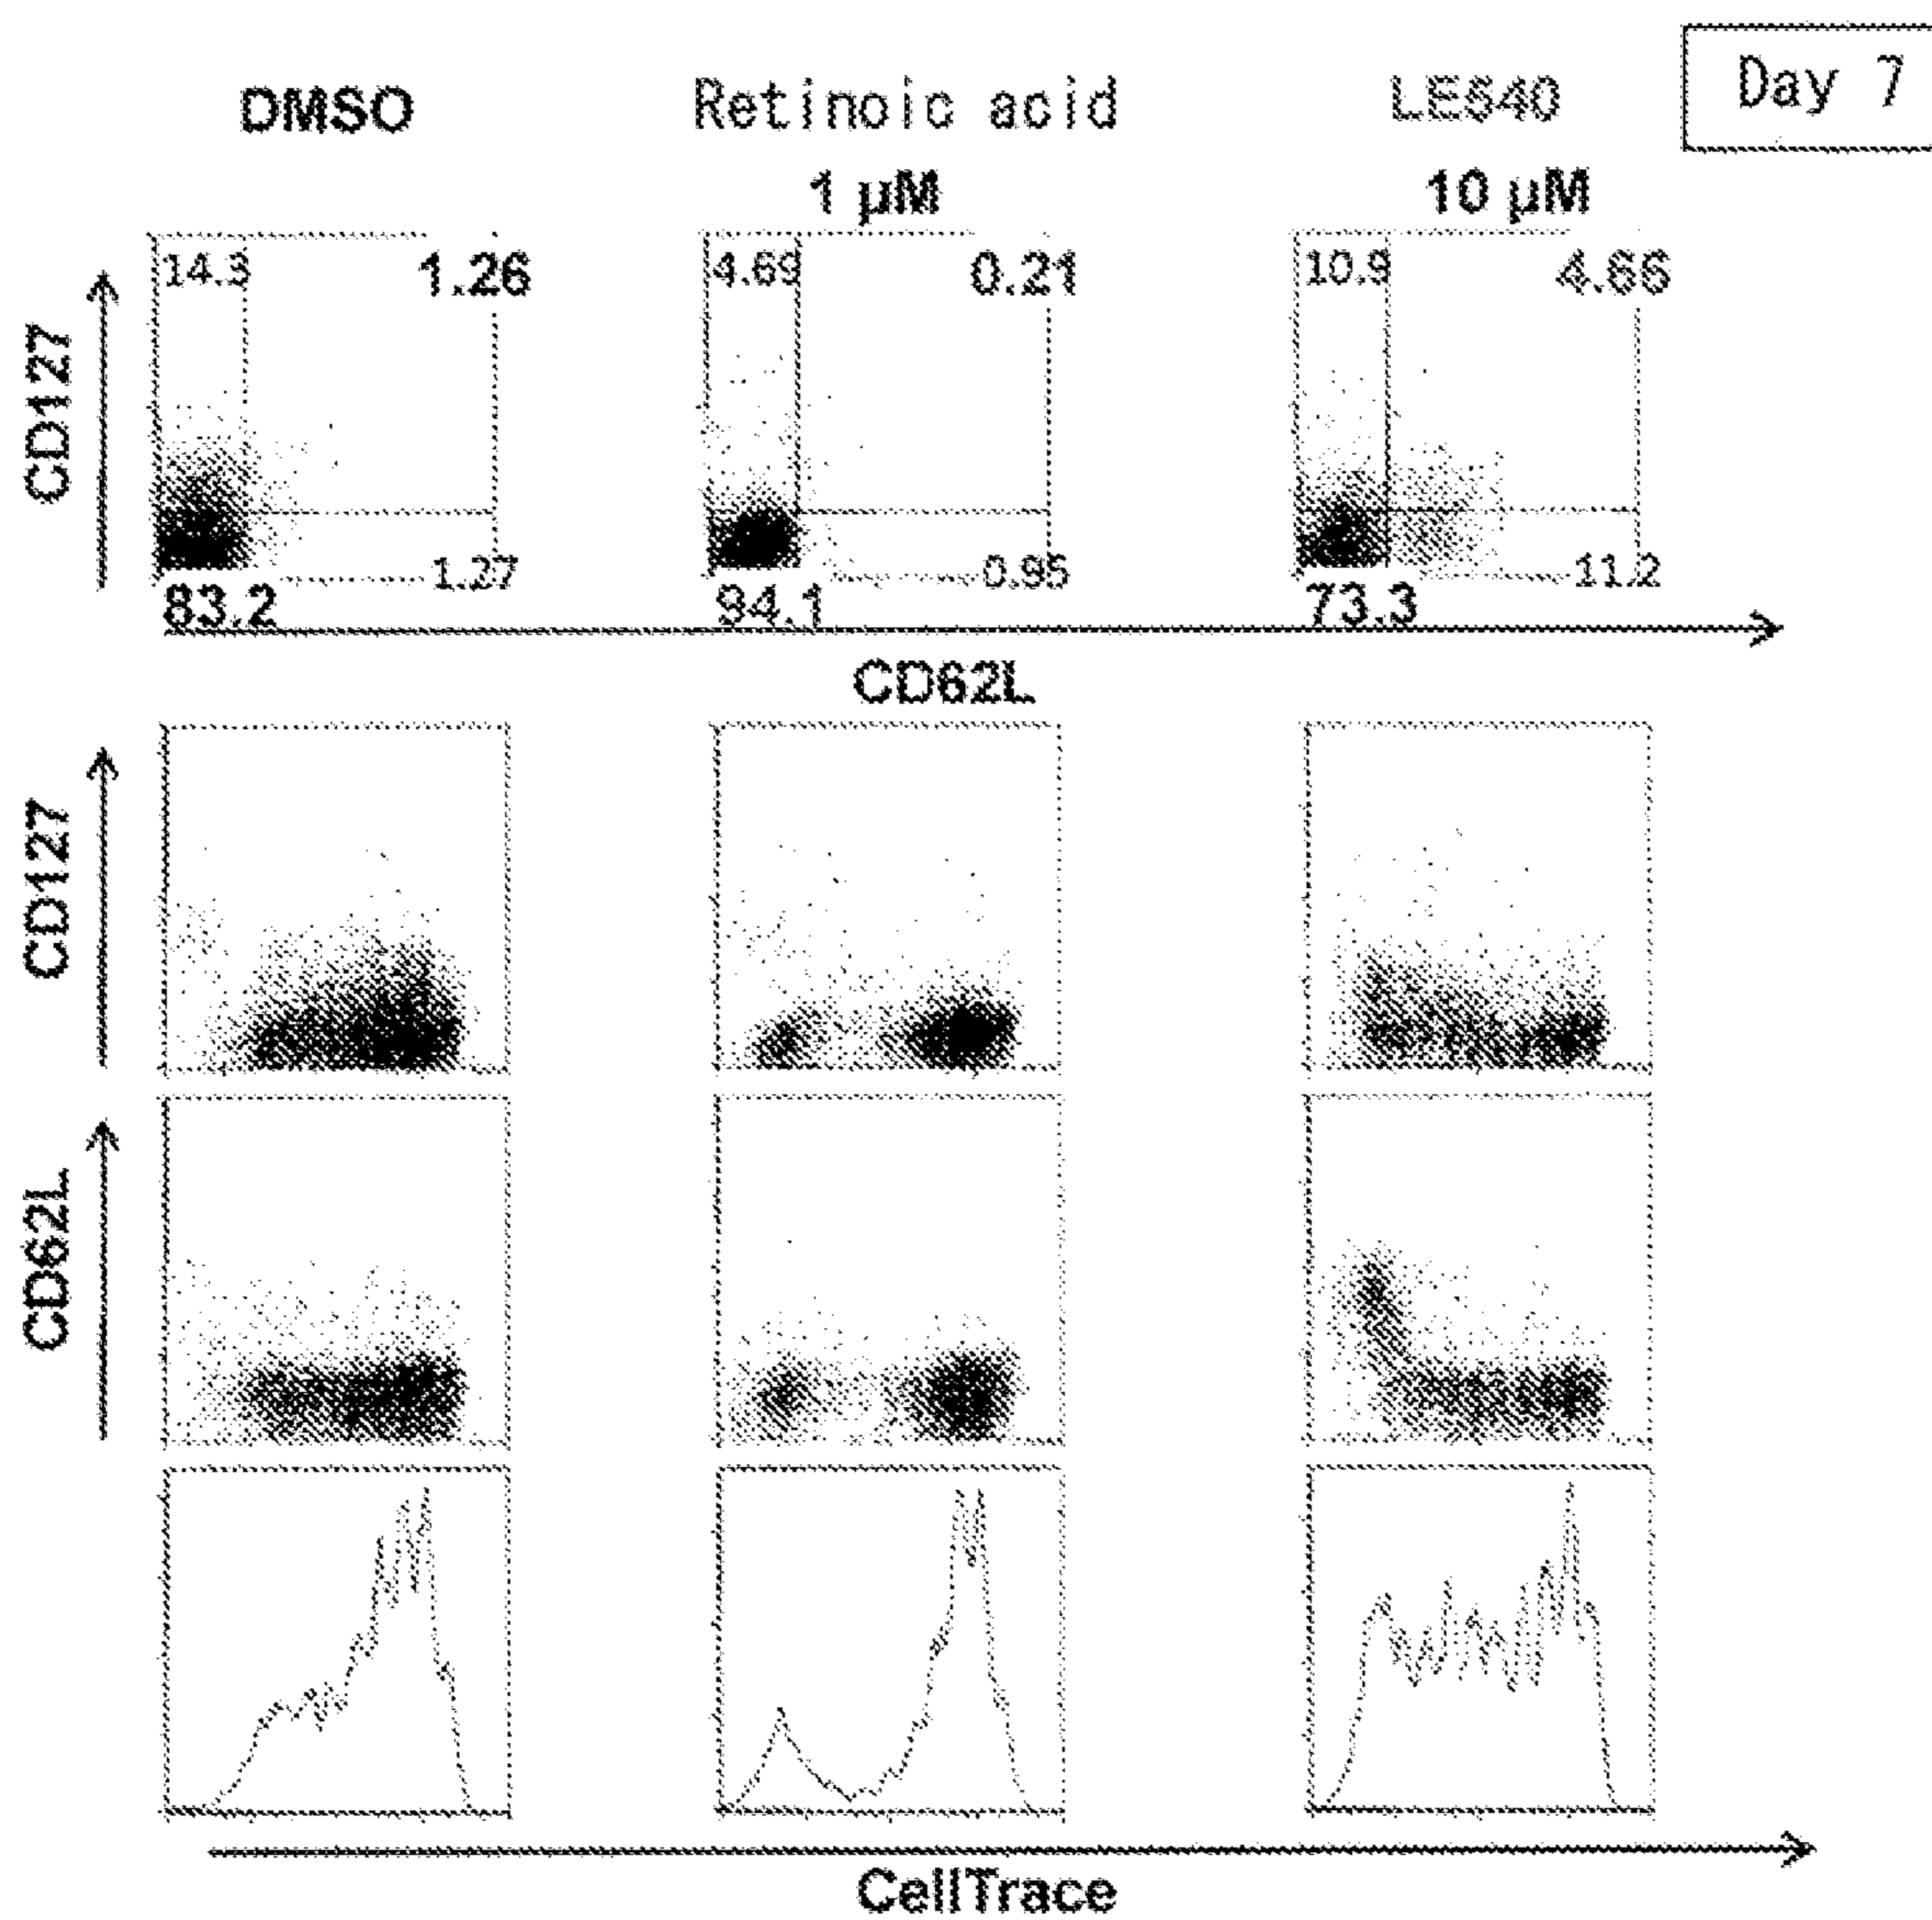 Day 7
DMSO
Retinoic acid
1 µM
LE540
10 µM
CD127
14.3
1.26
83.2
1.27
4.69
0.21
94.1
0.95
10.9
4.66
73.3
11.2
CD62L
CD127
CD62L
CellTrace